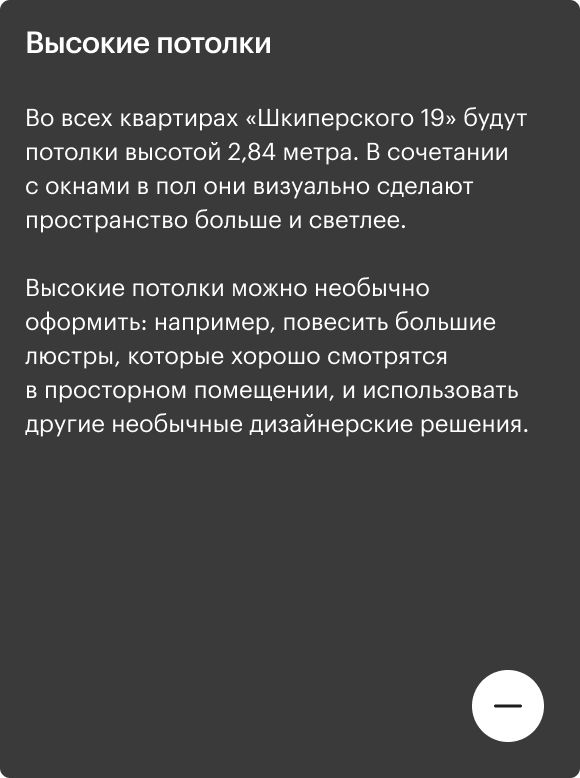 Высокие потолки
Во всех квартирах «Шкиперского 19» будут
потолки высотой 2,84 метра. В сочетании
с окнами в пол они визуально сделают
пространство больше и светлее.
Высокие потолки можно необычно
оформить: например, повесить большие
люстры, которые хорошо смотрятся
в просторном помещении, и использовать
другие необычные дизайнерские решения.